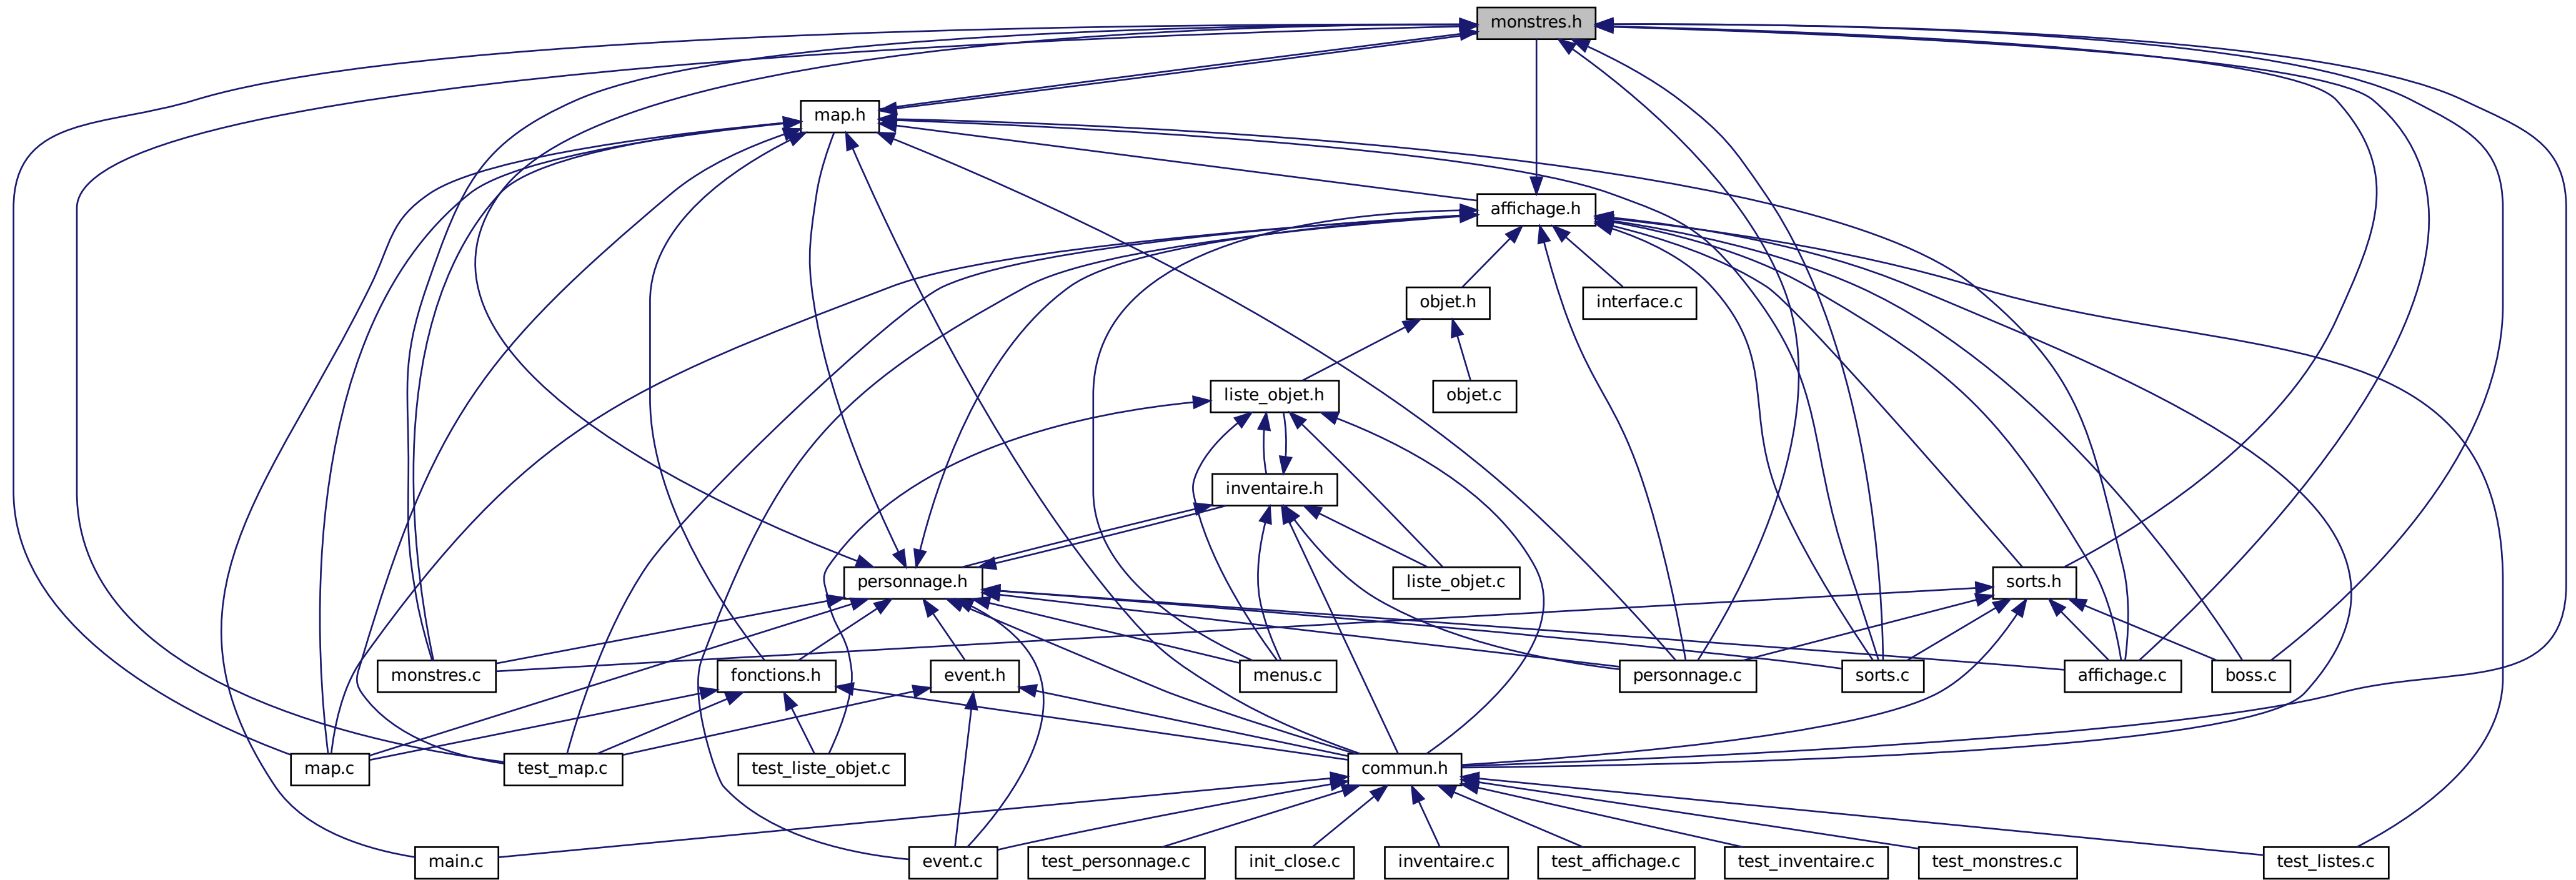 monstres.h
map.h
affichage.h
objet.h
interface.c
liste_objet.h
objet.c
inventaire.h
personnage.h
liste_objet.c
sorts.h
monstres.c
fonctions.h
event.h
menus.c
personnage.c
sorts.c
affichage.c
boss.c
map.c
test_map.c
test_liste_objet.c
commun.h
main.c
event.c
test_personnage.c
init_close.c
inventaire.c
test_affichage.c
test_inventaire.c
test_monstres.c
test_listes.c